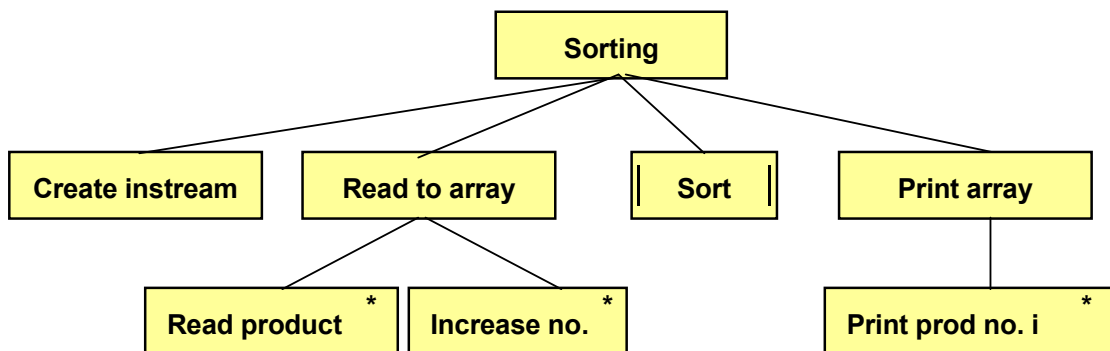 Sorting
Create instream
Read to array
| Sort |
Print array
Read product *
Increase no. *
Print prod no. i *